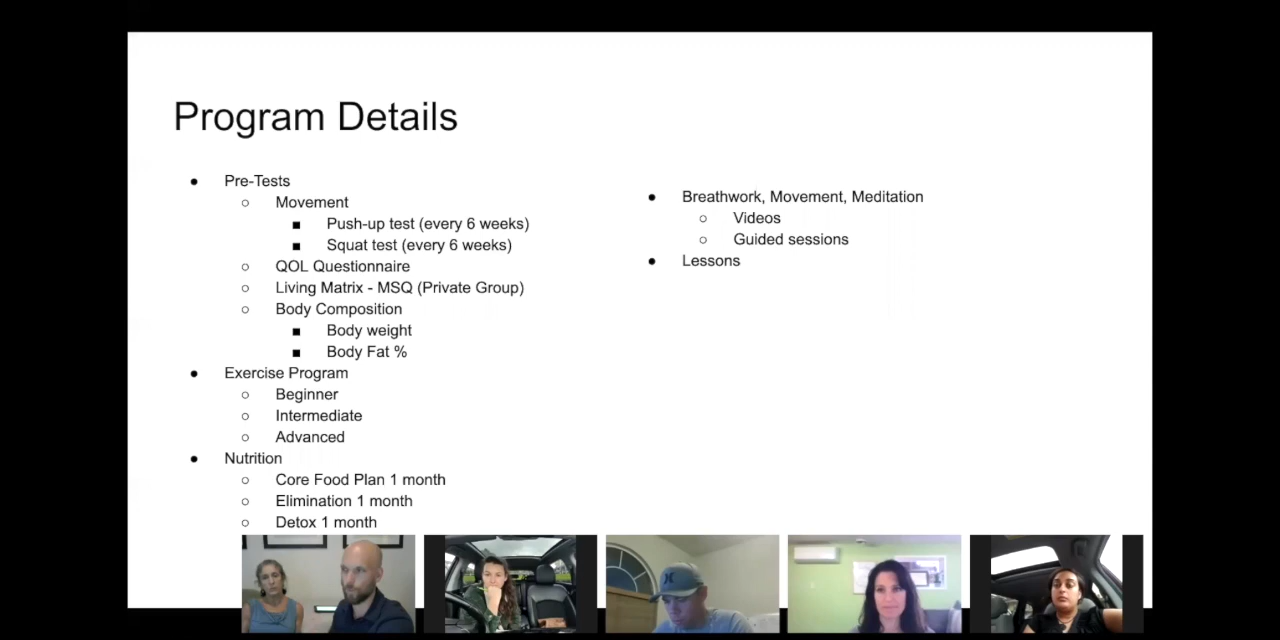 Program Details
Pre-Tests
Movement
Push-up test (every 6 weeks)
Squat test (every 6 weeks)
QOL Questionnaire
Living Matrix - MSQ (Private Group)
Body Composition
Body weight
Body Fat %
Exercise Program
Beginner
Intermediate
Advanced
Nutrition
Core Food Plan 1 month
Elimination 1 month
Detox 1 month
Breathwork, Movement, Meditation
Videos
Guided sessions
Lessons